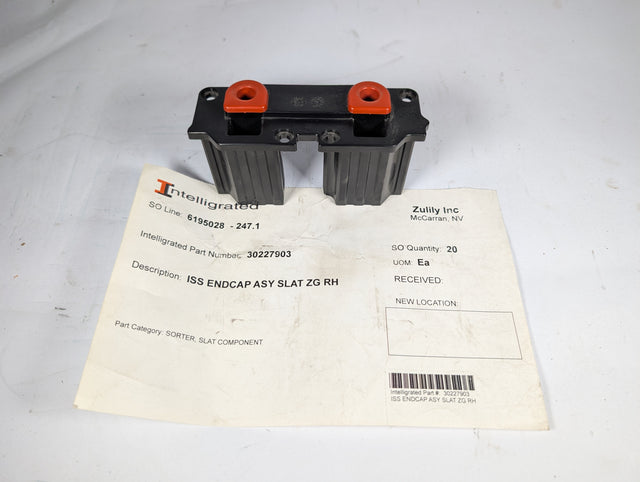 Intelligrated
SO Line: 6195028 - 247.1
Intelligrated Part Number: 30227903
Description: ISS ENDCAP ASY SLAT ZG RH
Part Category: SORTER, SLAT COMPONENT
Zulily Inc
McCarran, NV
SO Quantity: 20
UOM: Ea
RECEIVED:
NEW LOCATION:
Intelligrated Part #: 30227903
ISS ENDCAP ASY SLAT ZG RH